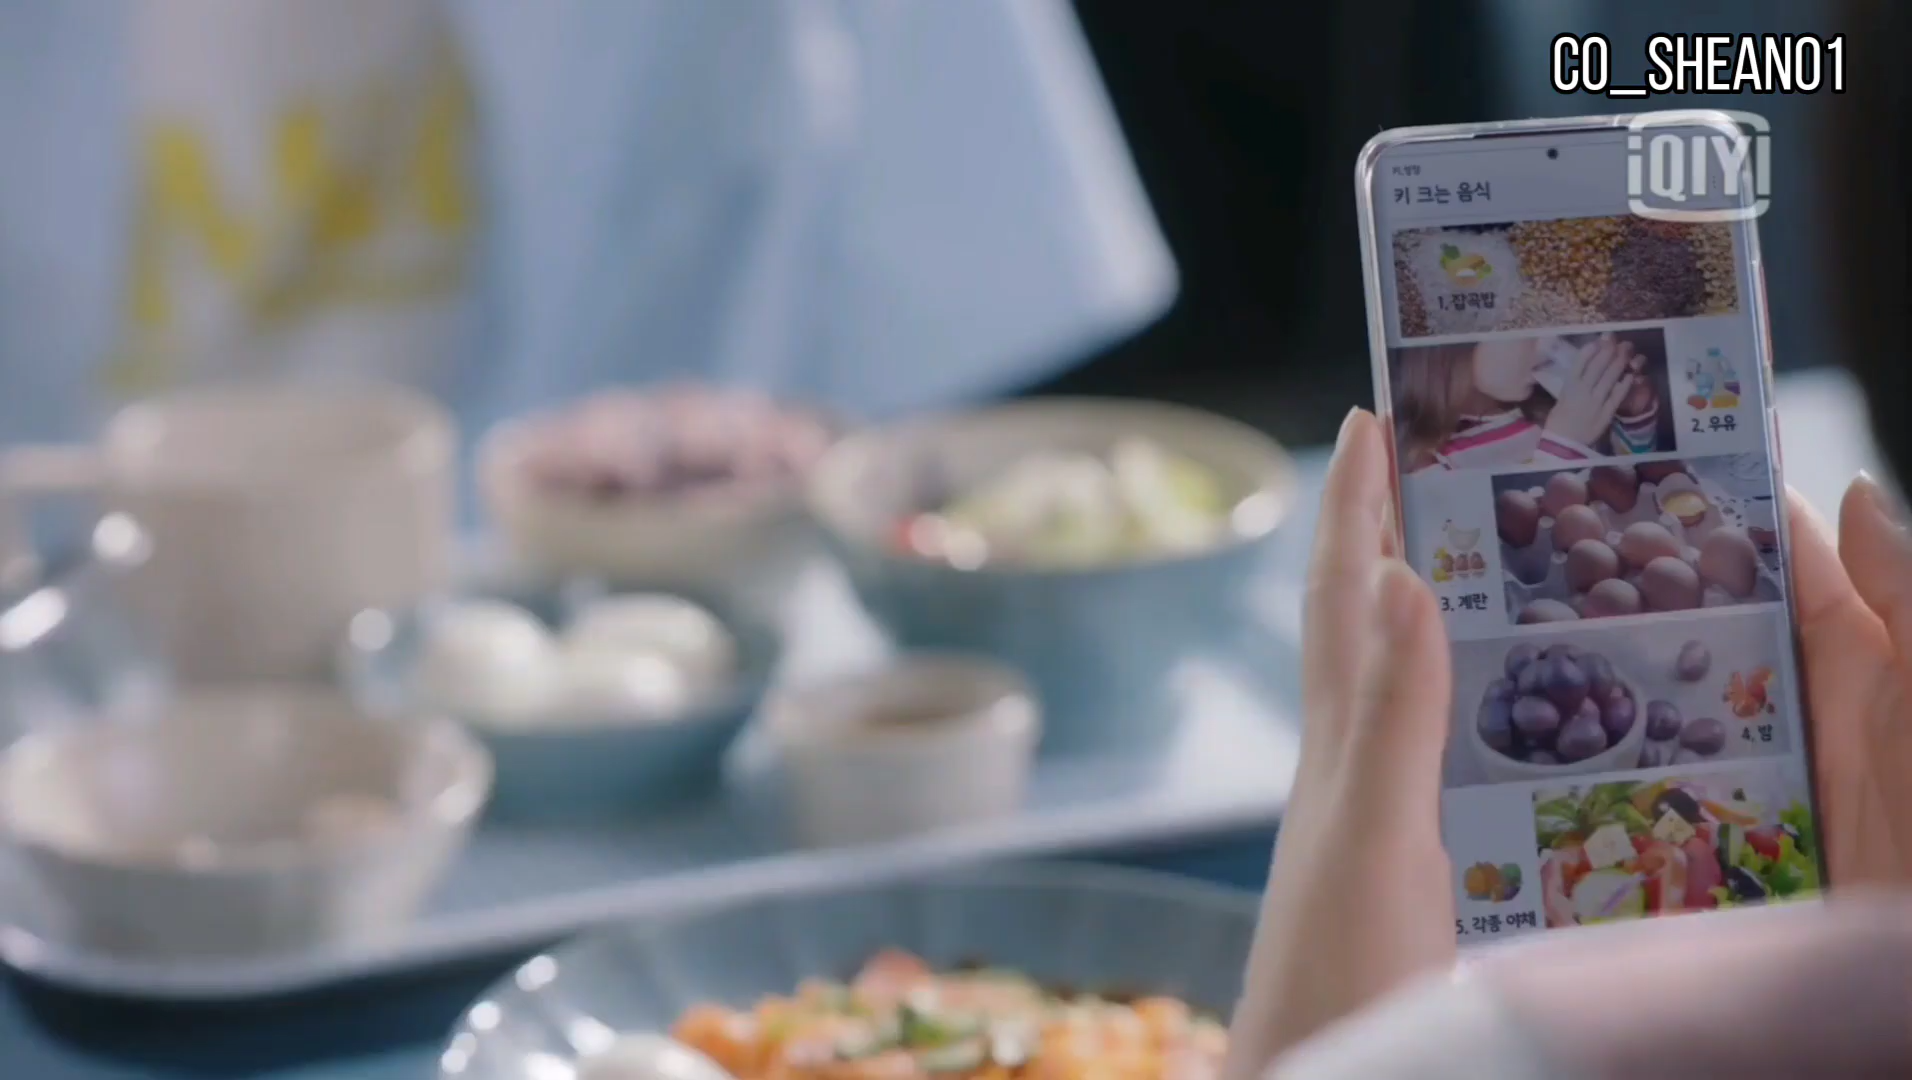 CO_SHEAN01
iQIYI
키 크는 음식
1. 잡곡밥
2. 우유
3. 계란
4. 밤
5. 각종 야채